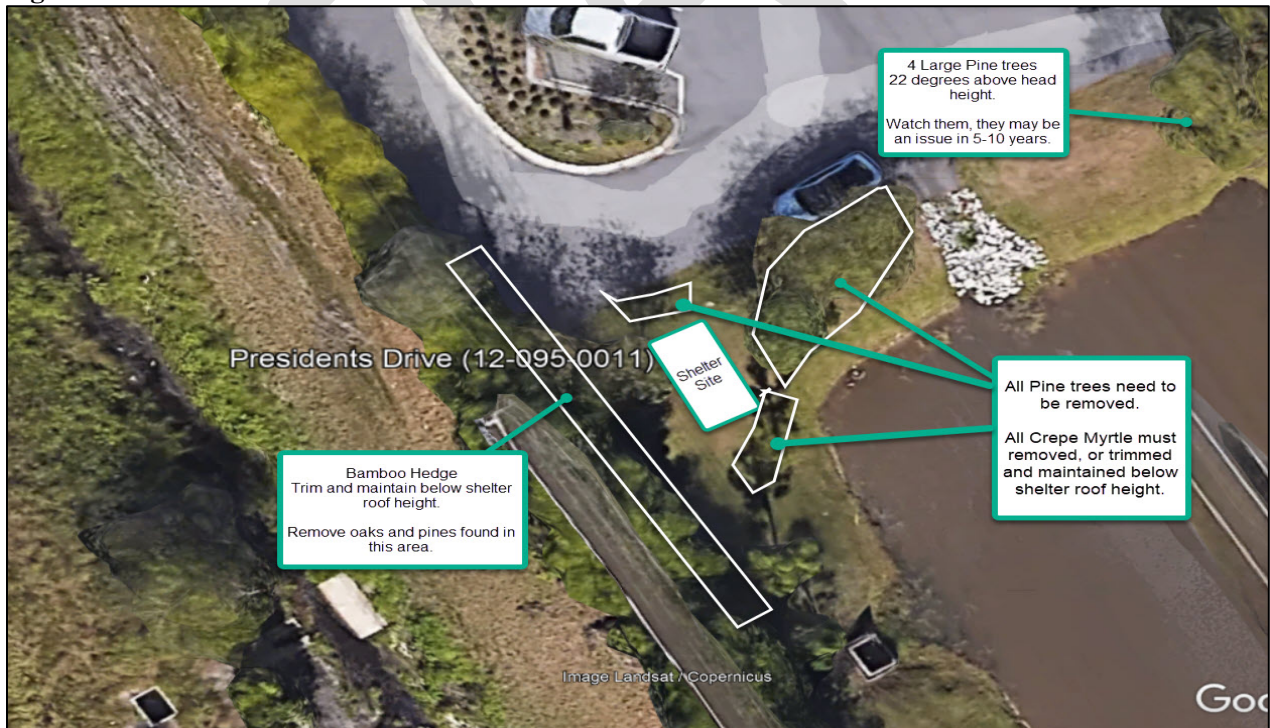 4 Large Pine trees
22 degrees above head
height.
Watch them, they may be
an issue in 5-10 years.
Presidents Drive (12-095-0011)
Shelter
Site
All Pine trees need to
be removed.
All Crepe Myrtle must
removed, or trimmed
and maintained below
shelter roof height.
Bamboo Hedge
Trim and maintain below shelter
roof height.
Remove oaks and pines found in
this area.
Image Landsat / Copernicus
Goo